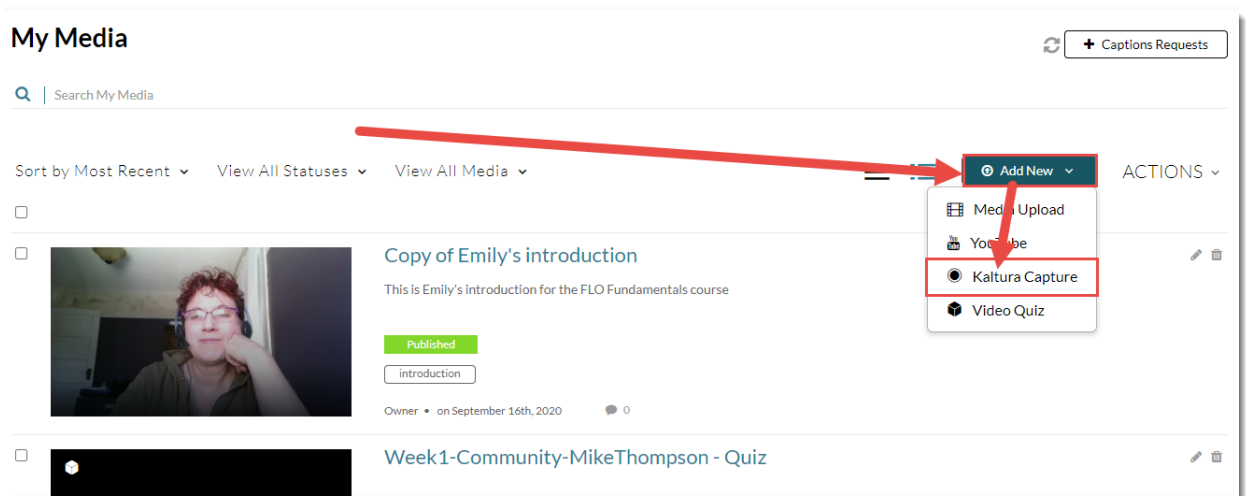 My Media
+ Captions Requests
Search My Media
Sort by Most Recent View All Statuses View All Media Add New ACTIONS
Media Upload
YouTube
Kaltura Capture
Video Quiz
Copy of Emily's introduction
This is Emily's introduction for the FLO Fundamentals course
Published
introduction
Owner • on September 16th, 2020 0
Week1-Community-MikeThompson - Quiz